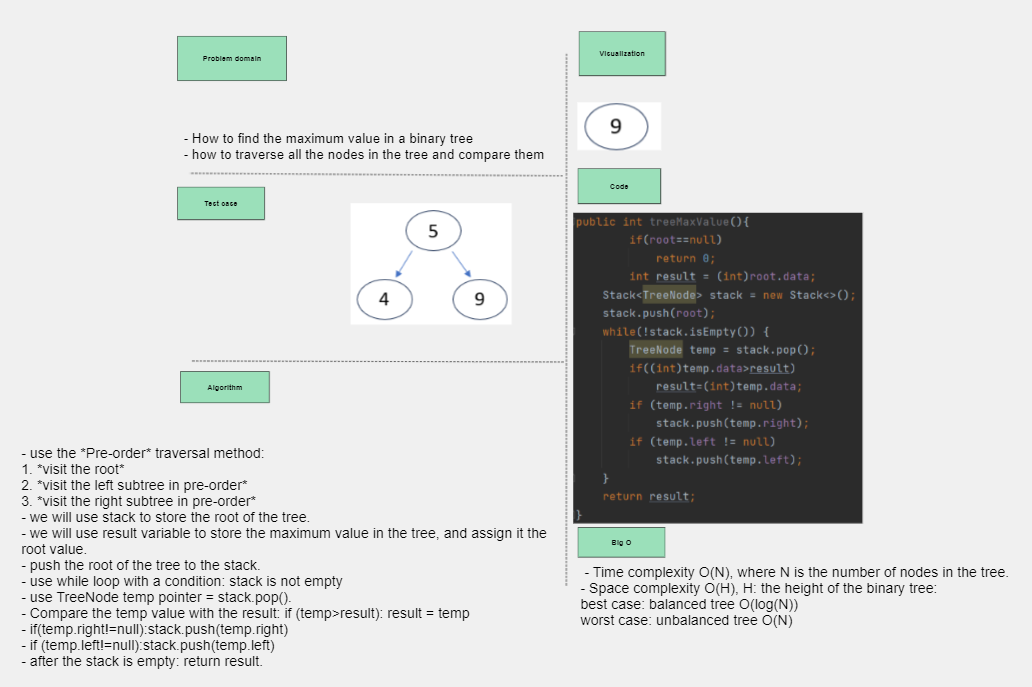 Problem domain
- How to find the maximum value in a binary tree
- how to traverse all the nodes in the tree and compare them
Test case
5
4
9
Algorithm
- use the *Pre-order* traversal method:
1. *visit the root*
2. *visit the left subtree in pre-order*
3. *visit the right subtree in pre-order*
- we will use stack to store the root of the tree.
- we will use result variable to store the maximum value in the tree, and assign it the
root value.
- push the root of the tree to the stack.
- use while loop with a condition: stack is not empty
- use TreeNode temp pointer = stack.pop().
- Compare the temp value with the result: if (temp>result): result = temp
- if(temp.right!=null):stack.push(temp.right)
- if (temp.left!=null):stack.push(temp.left)
- after the stack is empty: return result.
Visualization
9
Code
public int treeMaxValue(){
if(root==null)
return 0;
int result = (int)root.data;
Stack<TreeNode> stack = new Stack<>();
stack.push(root);
while(!stack.isEmpty()) {
TreeNode temp = stack.pop();
if((int)temp.data>result)
result=(int)temp.data;
if (temp.right != null)
stack.push(temp.right);
if (temp.left != null)
stack.push(temp.left);
}
return result;
}
Big O
- Time complexity O(N), where N is the number of nodes in the tree.
- Space complexity O(H), H: the height of the binary tree:
best case: balanced tree O(log(N))
worst case: unbalanced tree O(N)